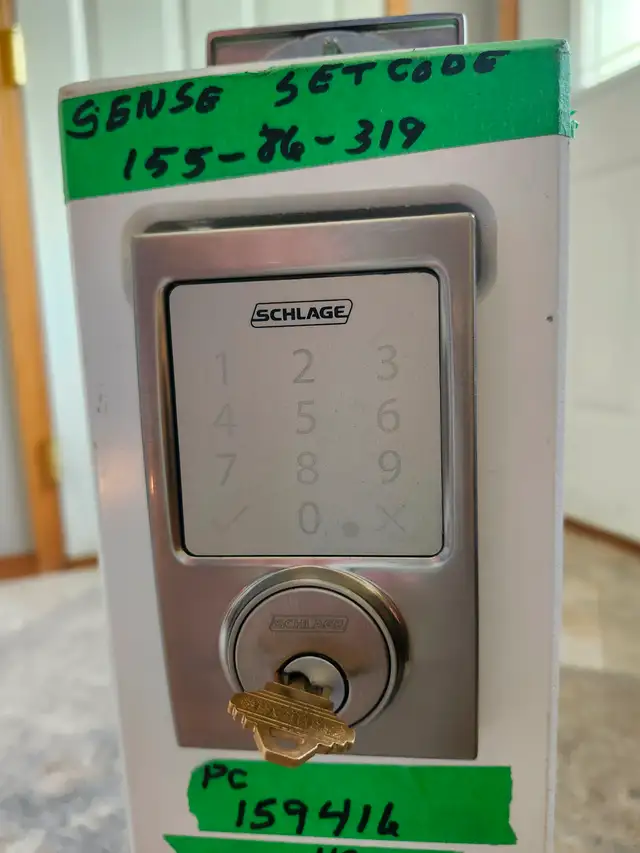 SENSE SETCODE
155-86-319
SCHLAGE
1 2 3
4 5 6
7 8 9
✓ 0 ✕
SCHLAGE
PC
159416